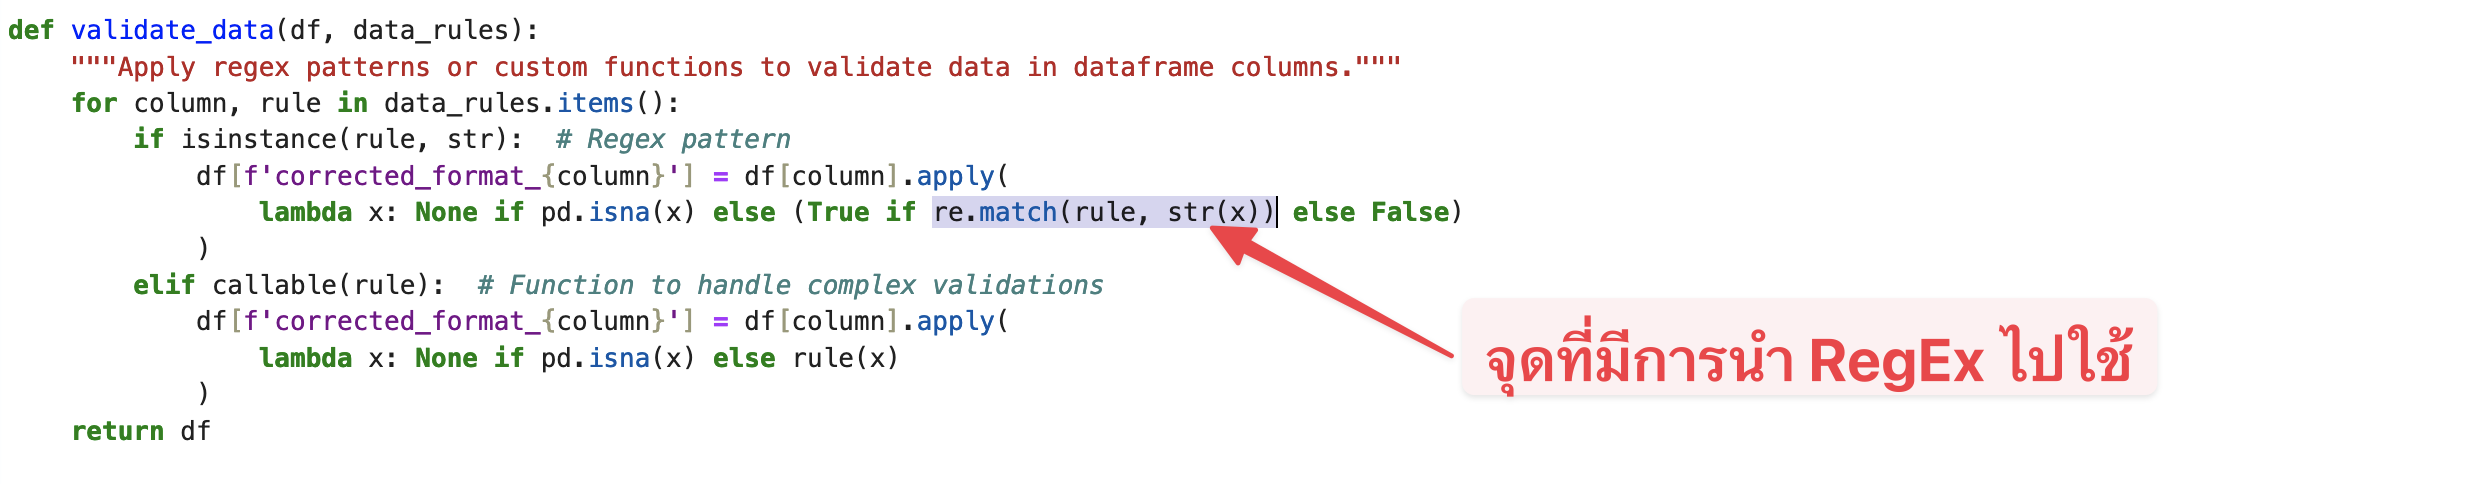 def validate_data(df, data_rules):
    """Apply regex patterns or custom functions to validate data in dataframe columns."""
    for column, rule in data_rules.items():
        if isinstance(rule, str):  # Regex pattern
            df[f'corrected_format_{column}'] = df[column].apply(
                lambda x: None if pd.isna(x) else (True if re.match(rule, str(x)) else False)
            )
        elif callable(rule):  # Function to handle complex validations
            df[f'corrected_format_{column}'] = df[column].apply(
                lambda x: None if pd.isna(x) else rule(x)
            )
    return df
จุดที่มีการนำ RegEx ไปใช้